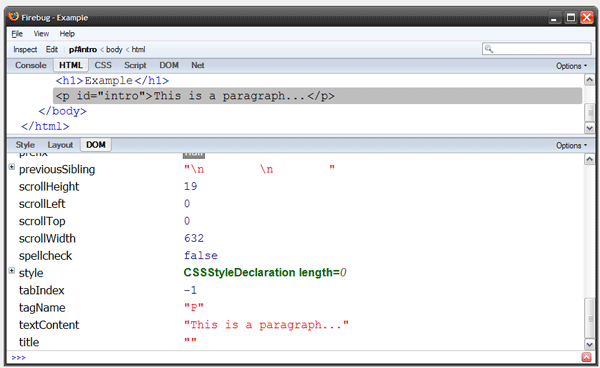 Firebug - Example
File View Help
Inspect Edit p#intro < body < html
Console HTML CSS Script DOM Net Options
<h1>Example</h1>
<p id="intro">This is a paragraph...</p>
</body>
</html>
Style Layout DOM Options
prefix null
previousSibling "\n \n "
scrollHeight 19
scrollLeft 0
scrollTop 0
scrollWidth 632
spellcheck false
style CSSStyleDeclaration length=0
tabIndex -1
tagName "P"
textContent "This is a paragraph..."
title ""
>>>